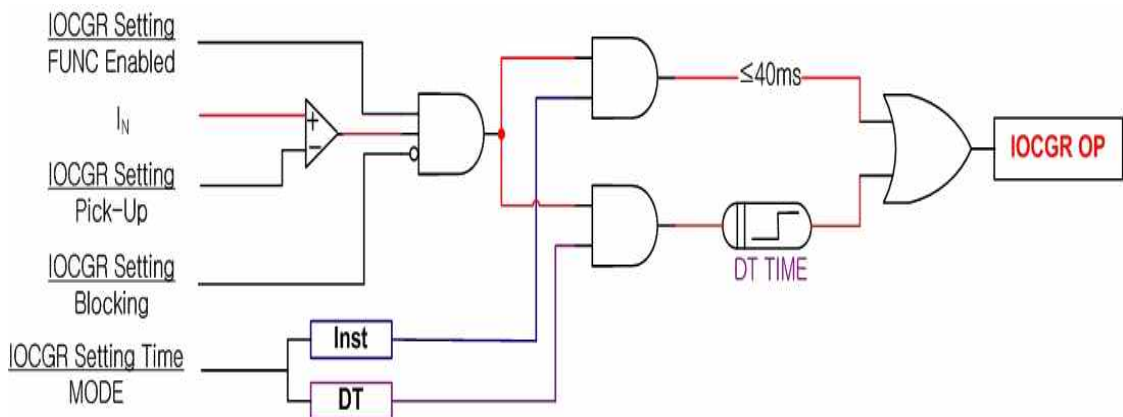 IOCGR Setting
FUNC Enabled
IN
IOCGR Setting
Pick-Up
IOCGR Setting
Blocking
IOCGR Setting Time
MODE
+
−
Inst
DT
≤40ms
DT TIME
IOCGR OP